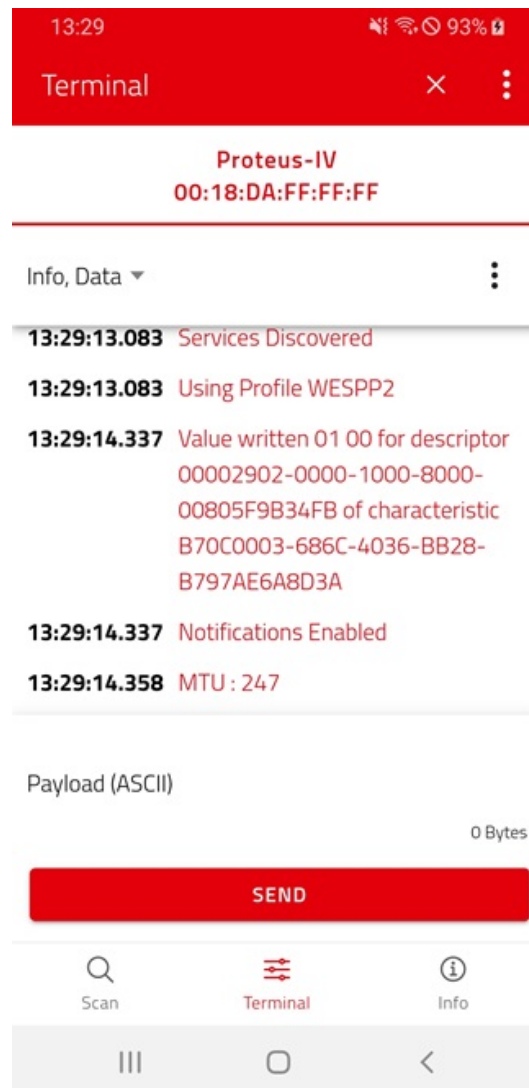 13:29
93%
Terminal
Proteus-IV
00:18:DA:FF:FF:FF
Info, Data
13:29:13.083 Services Discovered
13:29:13.083 Using Profile WESPP2
13:29:14.337 Value written 01 00 for descriptor
00002902-0000-1000-8000-
00805F9B34FB of characteristic
B70C0003-686C-4036-BB28-
B797AE6A8D3A
13:29:14.337 Notifications Enabled
13:29:14.358 MTU : 247
Payload (ASCII)
0 Bytes
SEND
Scan
Terminal
Info